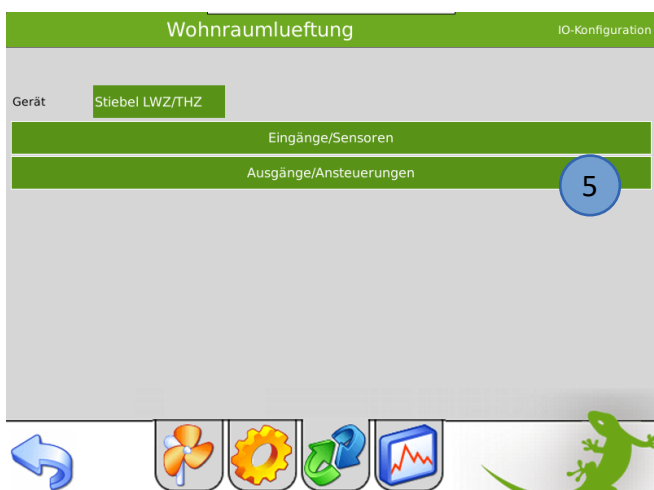 Wohnraumlueftung IO-Konfiguration
Gerät Stiebel LWZ/THZ
Eingänge/Sensoren
Ausgänge/Ansteuerungen
5